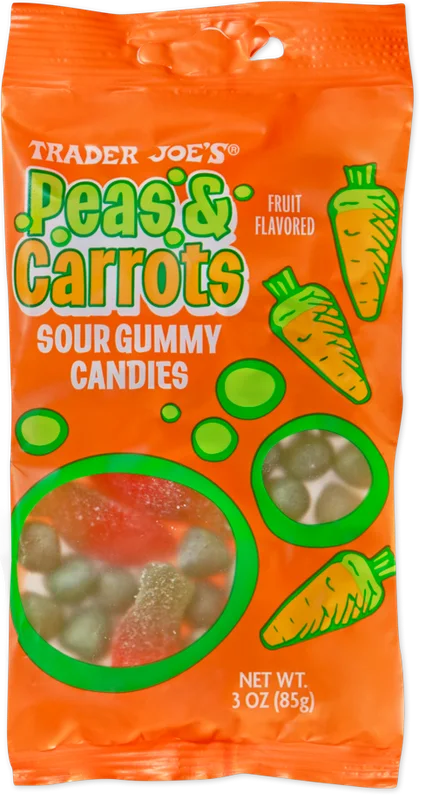 TRADER JOE'S®
Peas &
Carrots
FRUIT
FLAVORED
SOUR GUMMY
CANDIES
NET WT.
3 OZ (85g)